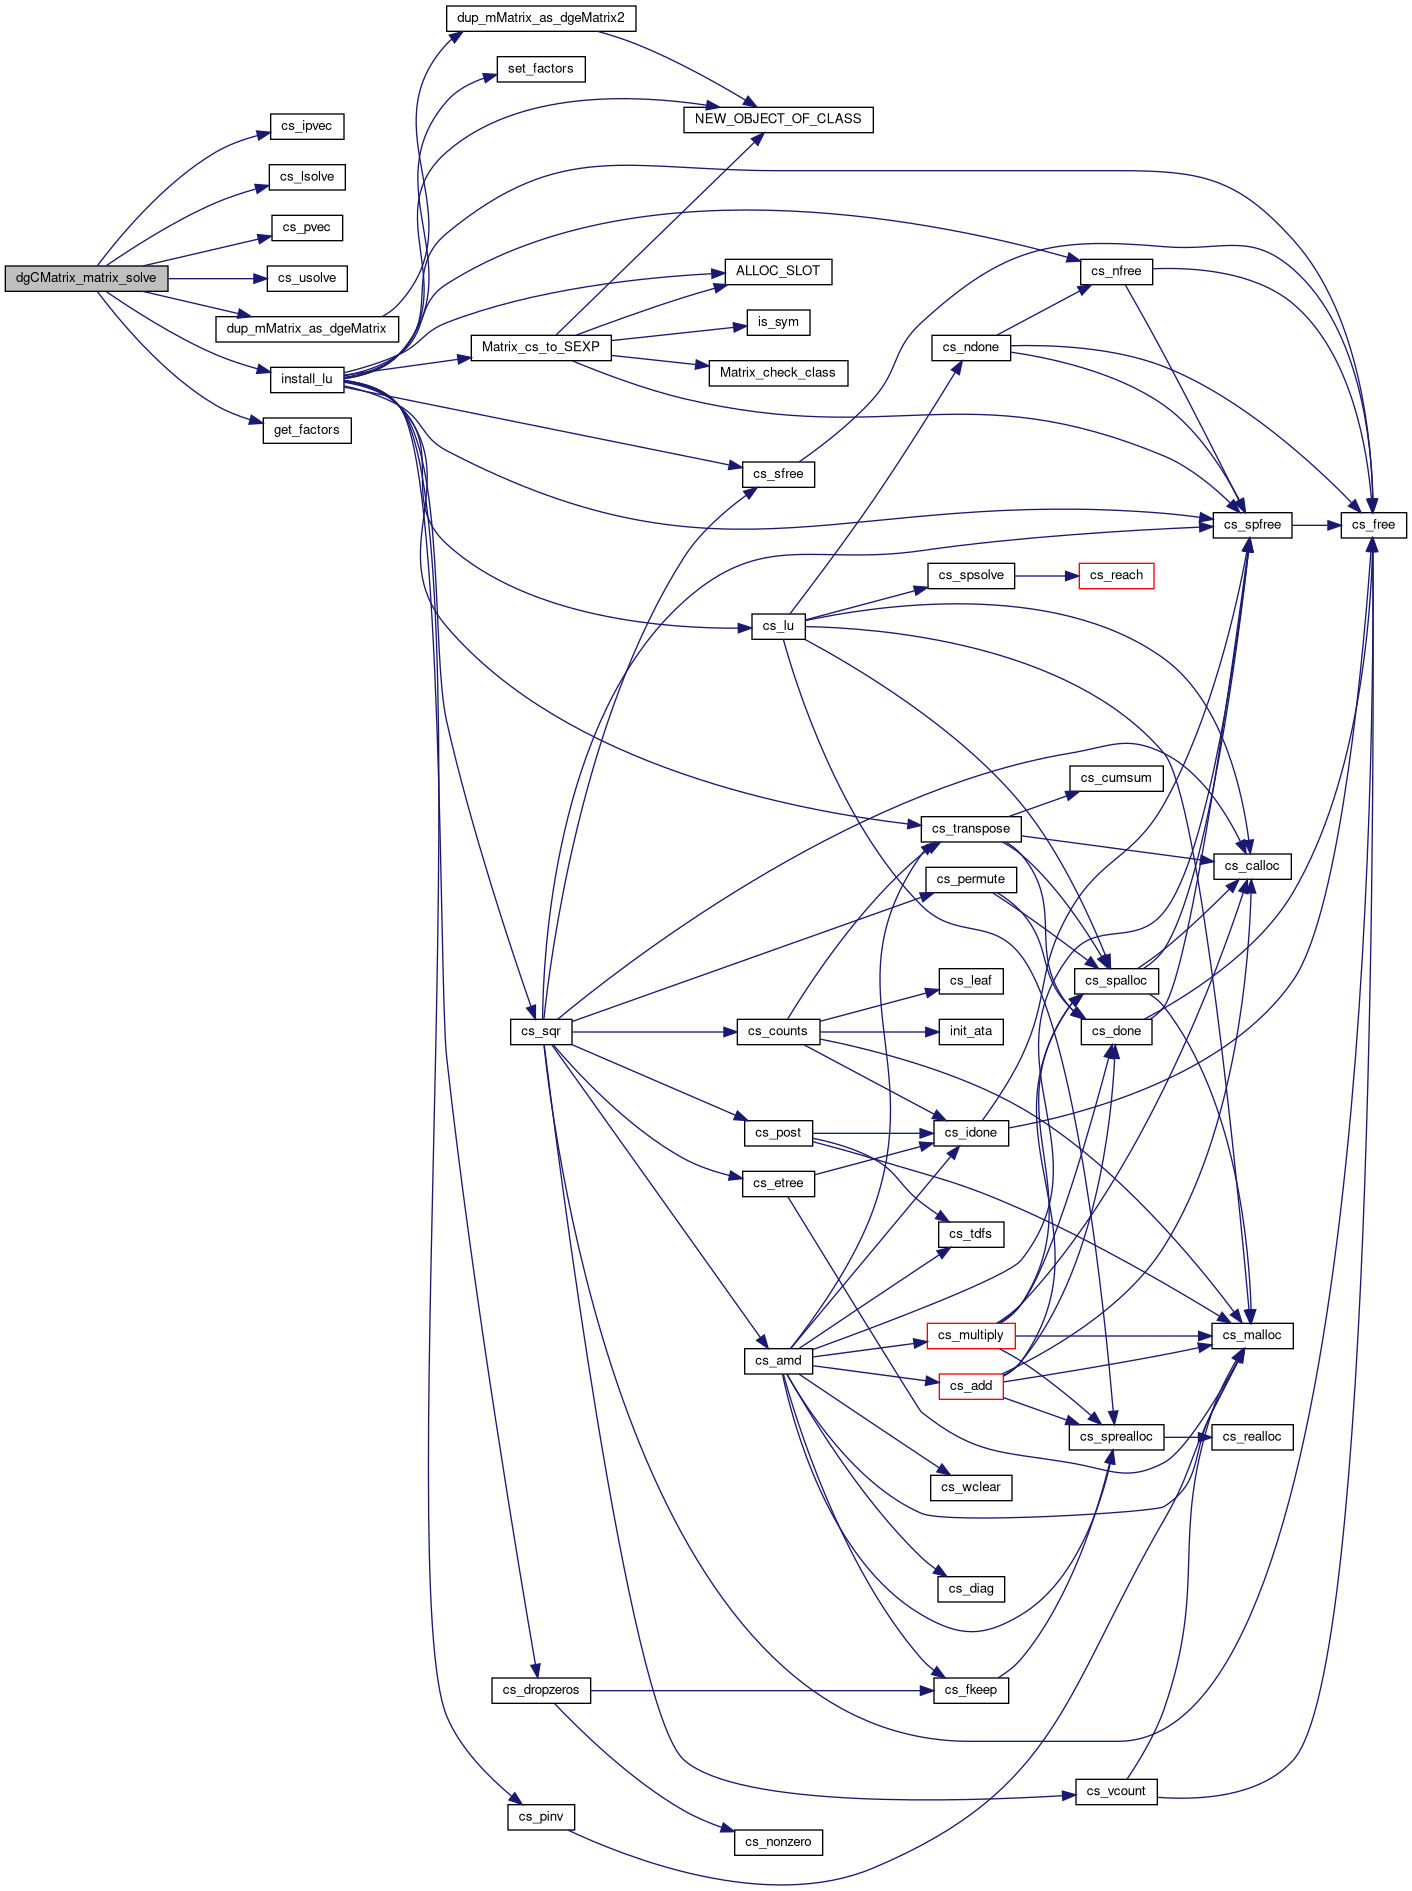 dup_mMatrix_as_dgeMatrix2
set_factors
NEW_OBJECT_OF_CLASS
cs_ipvec
cs_lsolve
cs_pvec
cs_usolve
dgCMatrix_matrix_solve
dup_mMatrix_as_dgeMatrix
install_lu
get_factors
ALLOC_SLOT
is_sym
Matrix_cs_to_SEXP
Matrix_check_class
cs_nfree
cs_ndone
cs_sfree
cs_spfree
cs_free
cs_spsolve
cs_reach
cs_lu
cs_cumsum
cs_transpose
cs_permute
cs_calloc
cs_leaf
cs_spalloc
cs_sqr
cs_counts
init_ata
cs_done
cs_post
cs_idone
cs_etree
cs_tdfs
cs_multiply
cs_malloc
cs_amd
cs_add
cs_sprealloc
cs_realloc
cs_wclear
cs_diag
cs_dropzeros
cs_fkeep
cs_vcount
cs_pinv
cs_nonzero